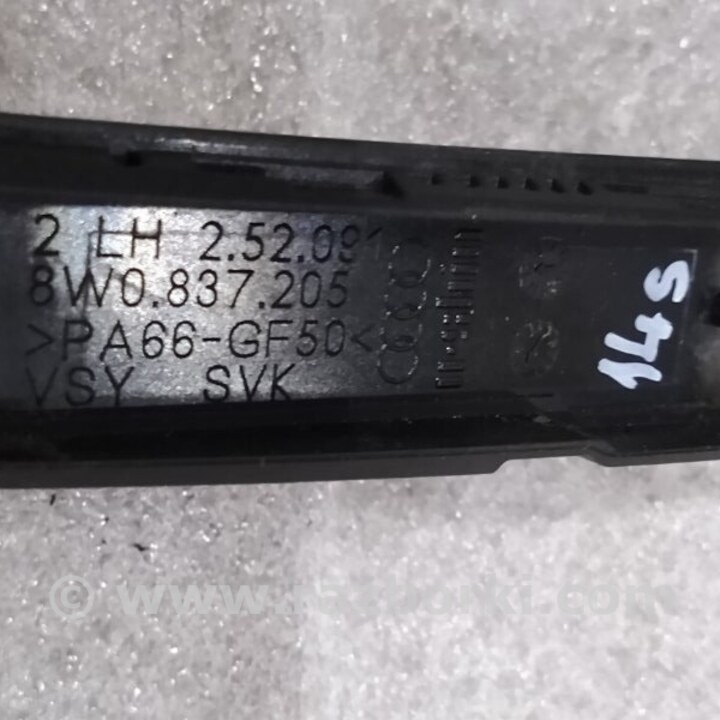 2 LH 2.52.091
8W0.837.205
>PA66-GF50<
VSY SVK
14S